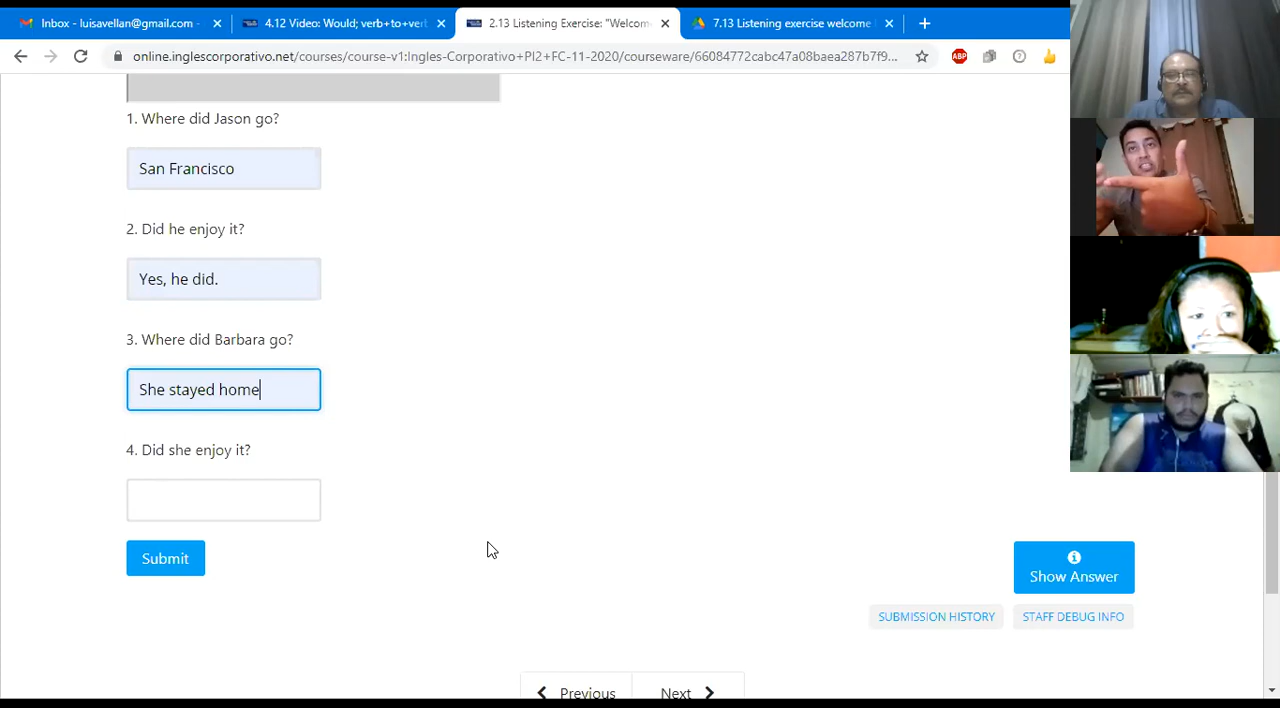 Inbox - luisavellan@gmail.com -
4.12 Video: Would; verb+to+verb
2.13 Listening Exercise: "Welcom
7.13 Listening exercise welcome
online.inglescorporativo.net/courses/course-v1:Ingles-Corporativo+PI2+FC-11-2020/courseware/66084772cabc47a08baea287b7f9...
ABP
1. Where did Jason go?
San Francisco
2. Did he enjoy it?
Yes, he did.
3. Where did Barbara go?
She stayed home
4. Did she enjoy it?
Submit
Show Answer
SUBMISSION HISTORY
STAFF DEBUG INFO
Previous
Next